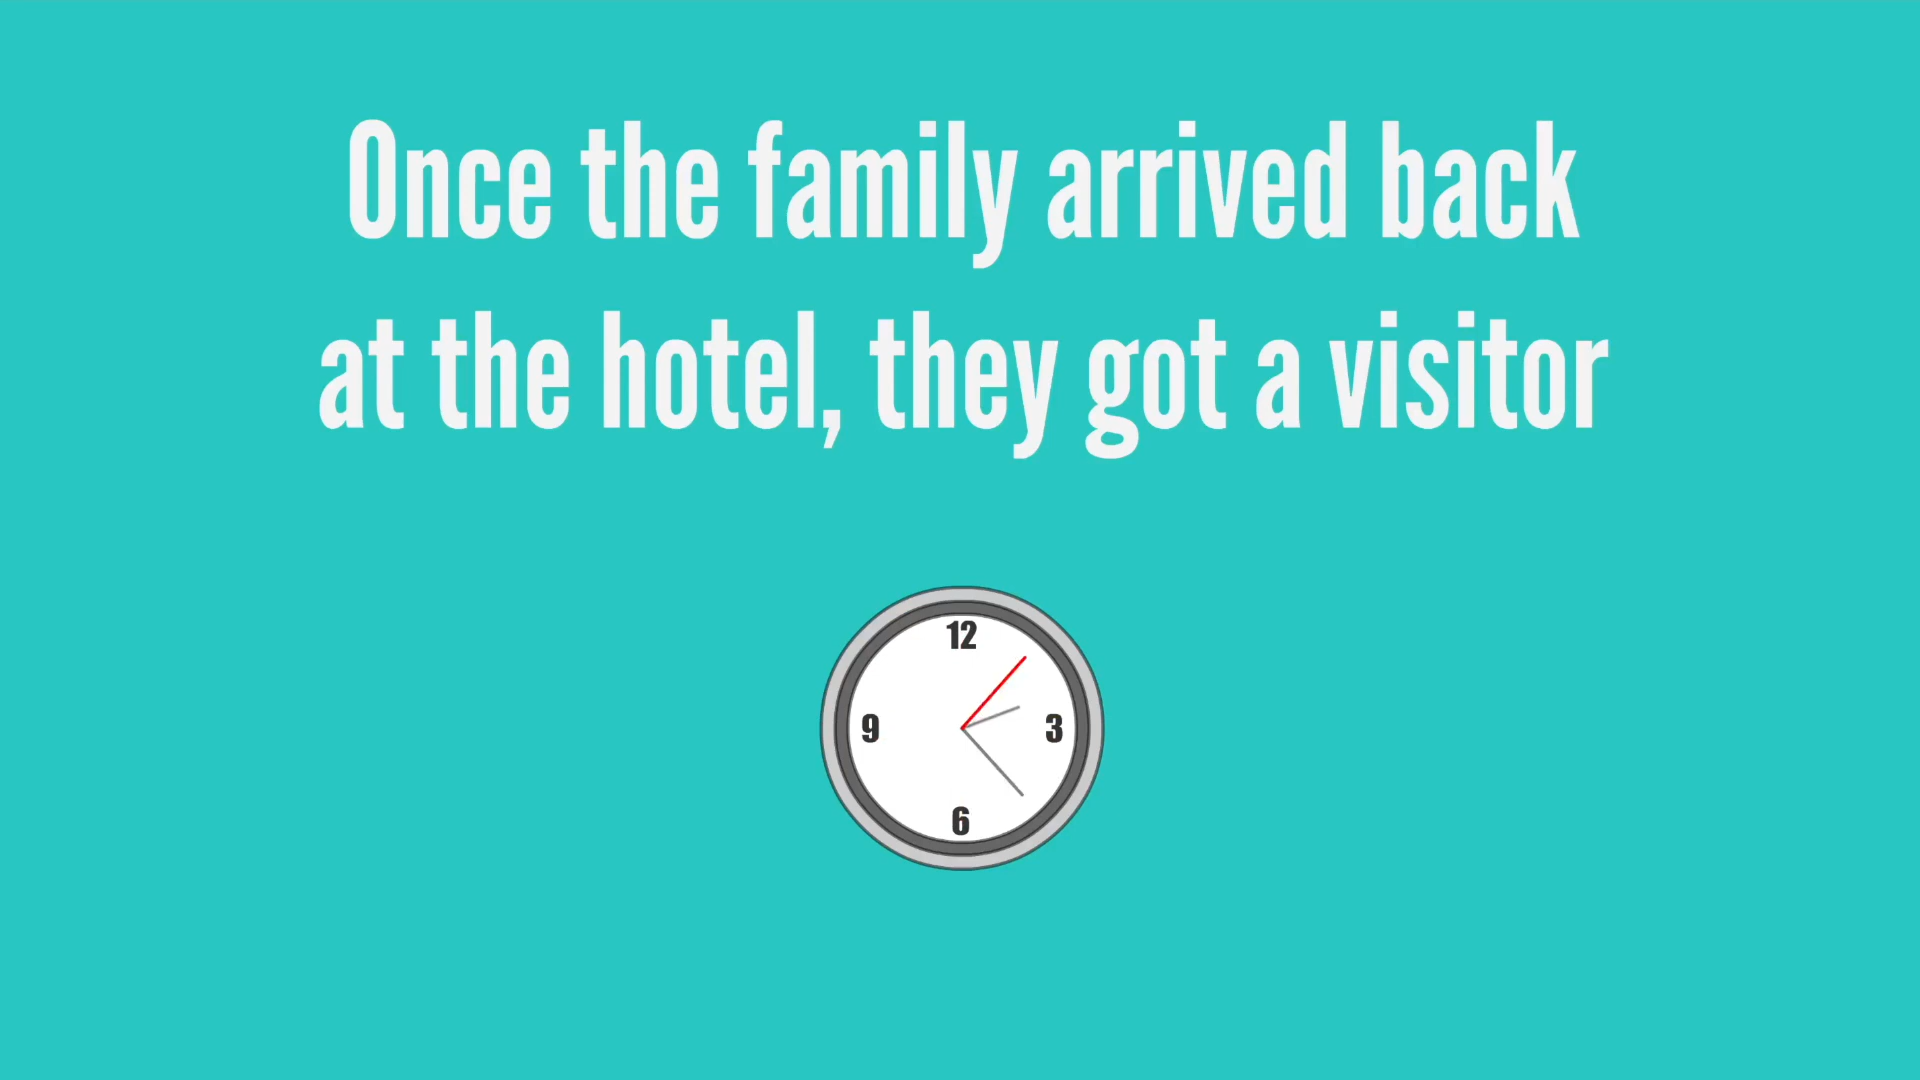 Once the family arrived back
at the hotel, they got a visitor
12
9
3
6